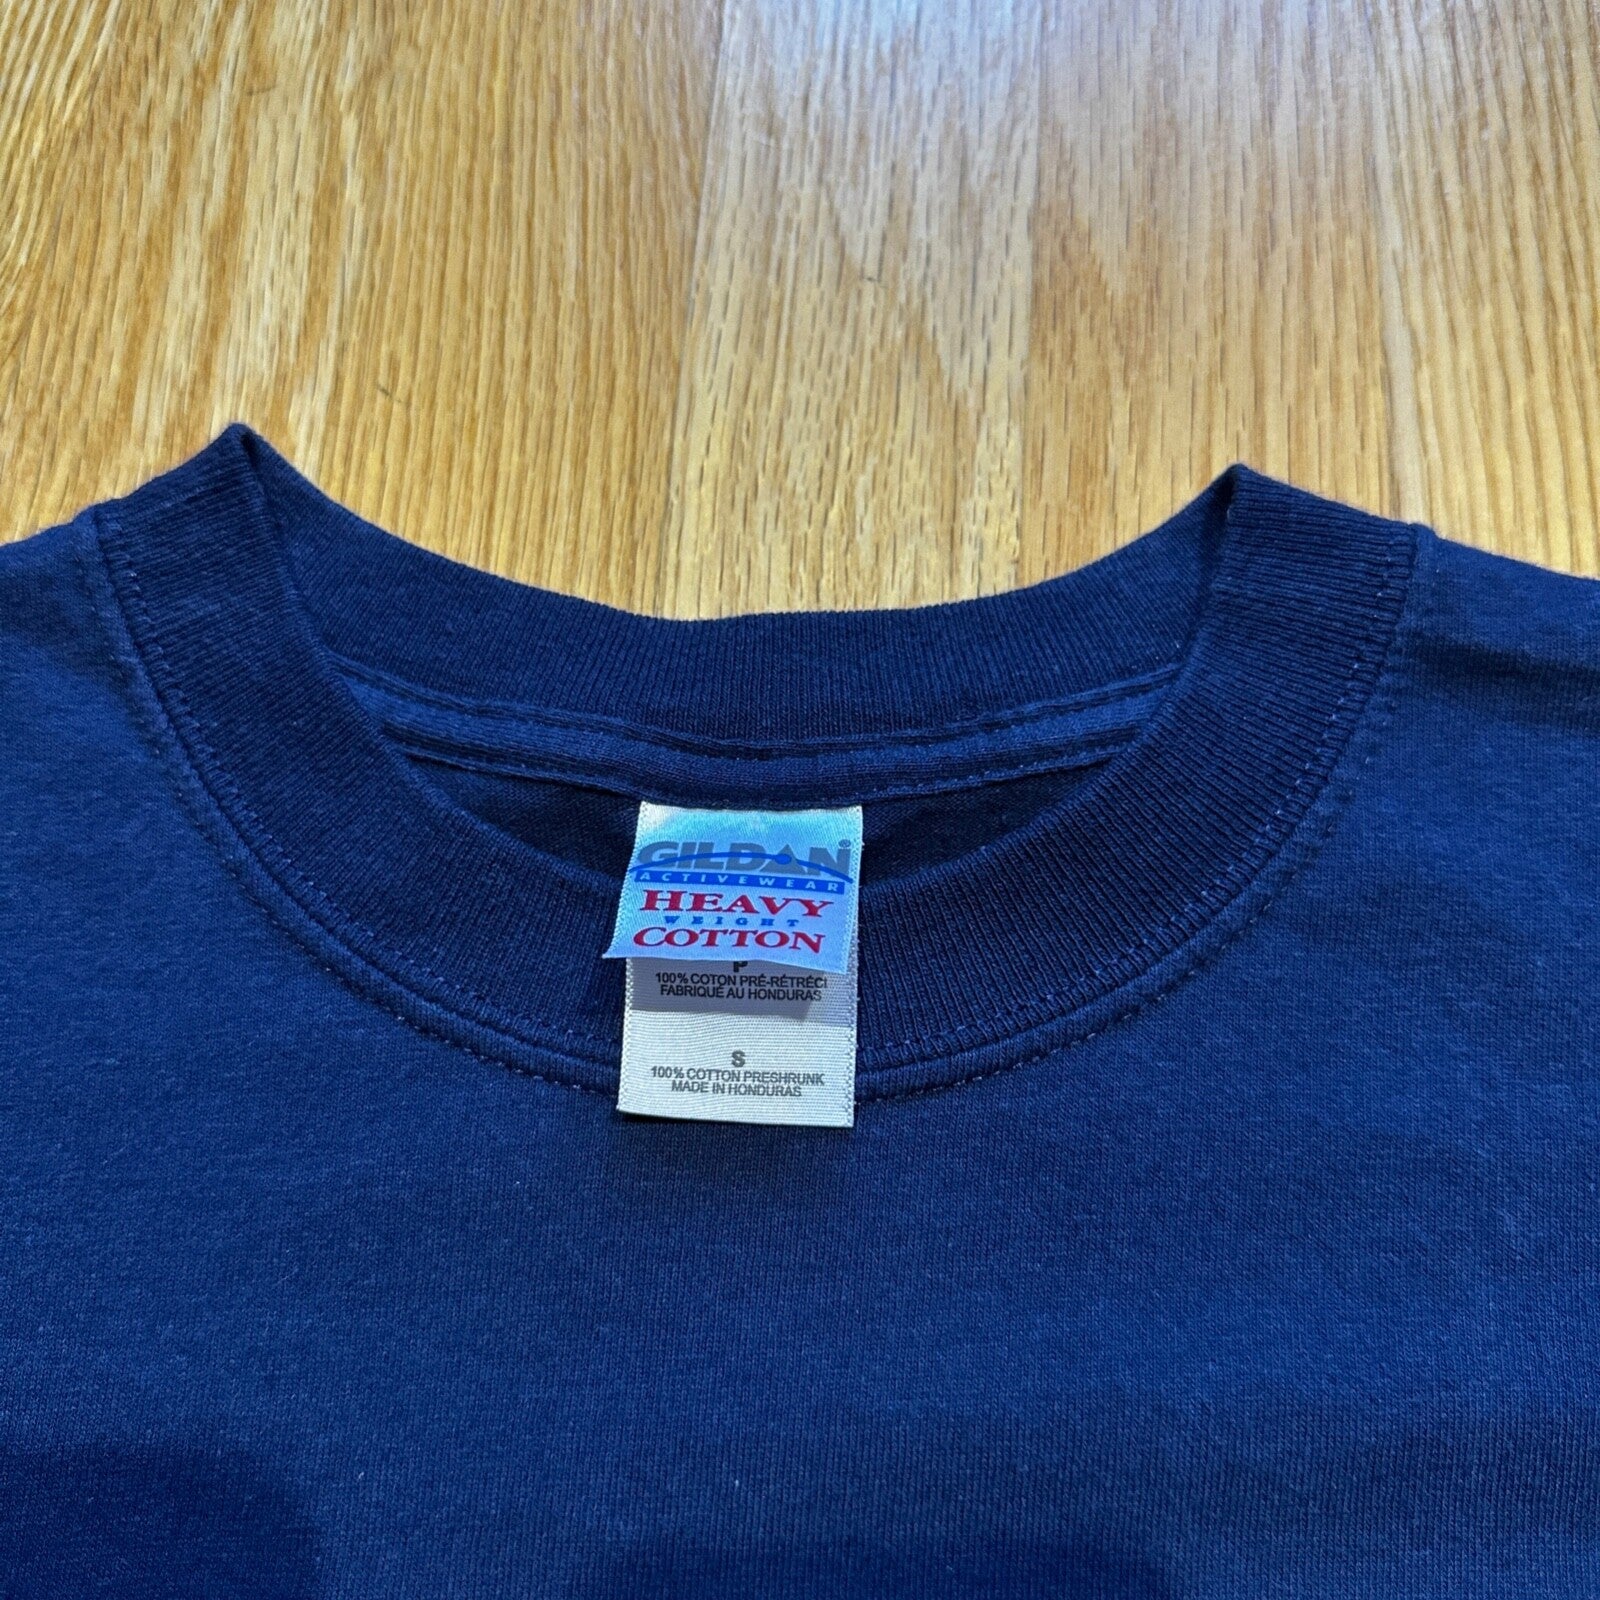 GILDAN®
ACTIVEWEAR
HEAVY
WEIGHT
COTTON
P
100% COTON PRÉ-RÉTRÉCI
FABRIQUÉ AU HONDURAS
S
100% COTTON PRESHRUNK
MADE IN HONDURAS